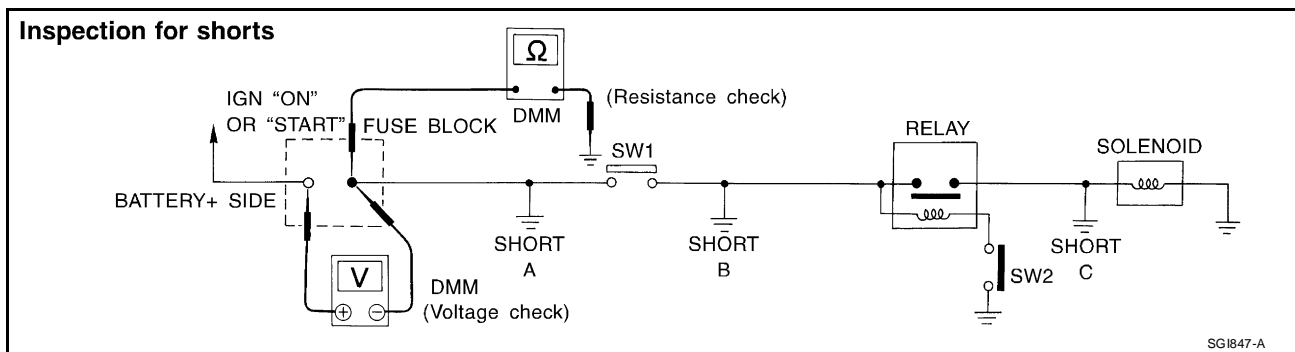 Inspection for shorts
Ω
IGN "ON"
OR "START"
FUSE BLOCK
DMM
(Resistance check)
SW1
RELAY
SOLENOID
BATTERY+ SIDE
SHORT
A
SHORT
B
SHORT
C
SW2
V
+ −
DMM
(Voltage check)
SGI847-A